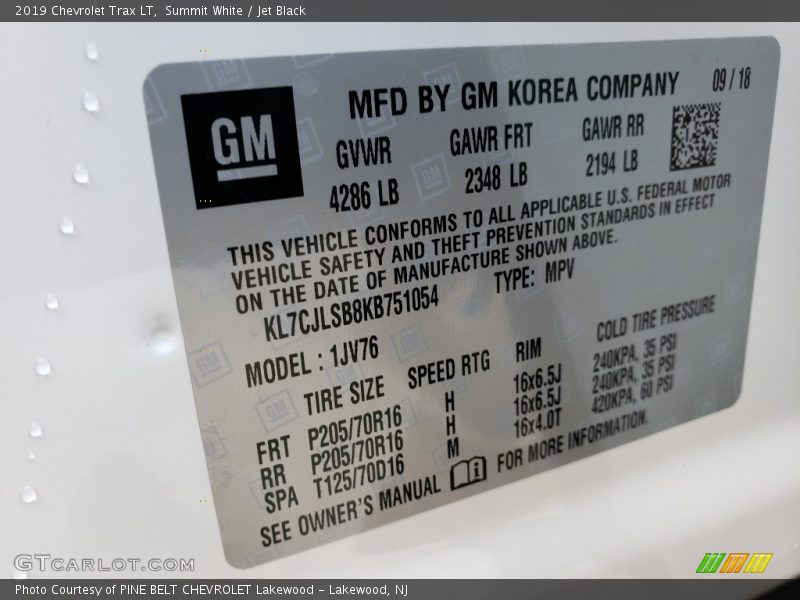 2019 Chevrolet Trax LT, Summit White / Jet Black
GM
MFD BY GM KOREA COMPANY 09/18
GVWR GAWR FRT GAWR RR
4286 LB 2348 LB 2194 LB
THIS VEHICLE CONFORMS TO ALL APPLICABLE U.S. FEDERAL MOTOR
VEHICLE SAFETY AND THEFT PREVENTION STANDARDS IN EFFECT
ON THE DATE OF MANUFACTURE SHOWN ABOVE.
KL7CJLSB8KB751054 TYPE: MPV
MODEL : 1JV76
TIRE SIZE SPEED RTG RIM COLD TIRE PRESSURE
FRT P205/70R16 H 16x6.5J 240KPA, 35 PSI
RR P205/70R16 H 16x6.5J 240KPA, 35 PSI
SPA T125/70D16 M 16x4.0T 420KPA, 60 PSI
SEE OWNER'S MANUAL FOR MORE INFORMATION.
GTCARLOT.COM
Photo Courtesy of PINE BELT CHEVROLET Lakewood - Lakewood, NJ